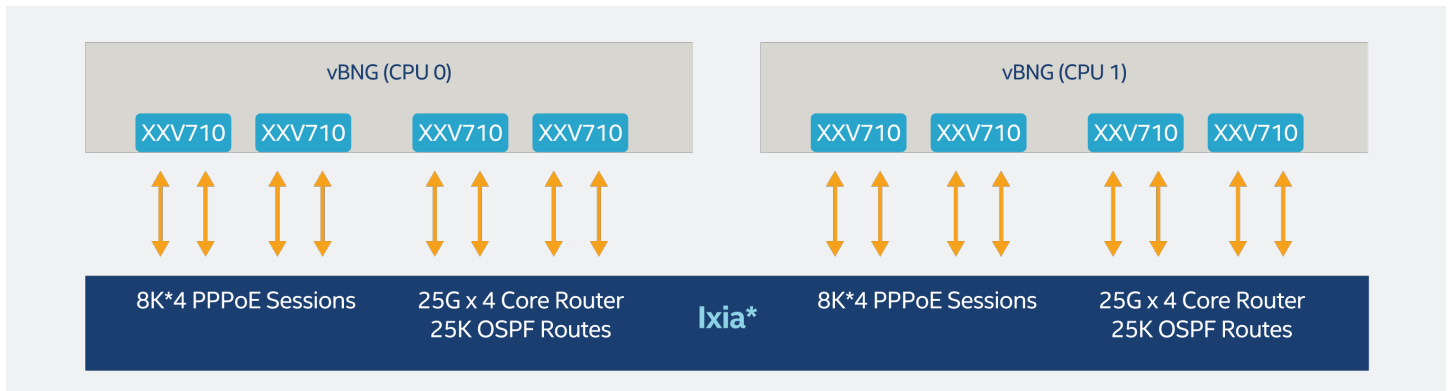 vBNG (CPU 0)
XXV710 XXV710 XXV710 XXV710
8K*4 PPPoE Sessions
25G x 4 Core Router
25K OSPF Routes
Ixia*
vBNG (CPU 1)
XXV710 XXV710 XXV710 XXV710
8K*4 PPPoE Sessions
25G x 4 Core Router
25K OSPF Routes